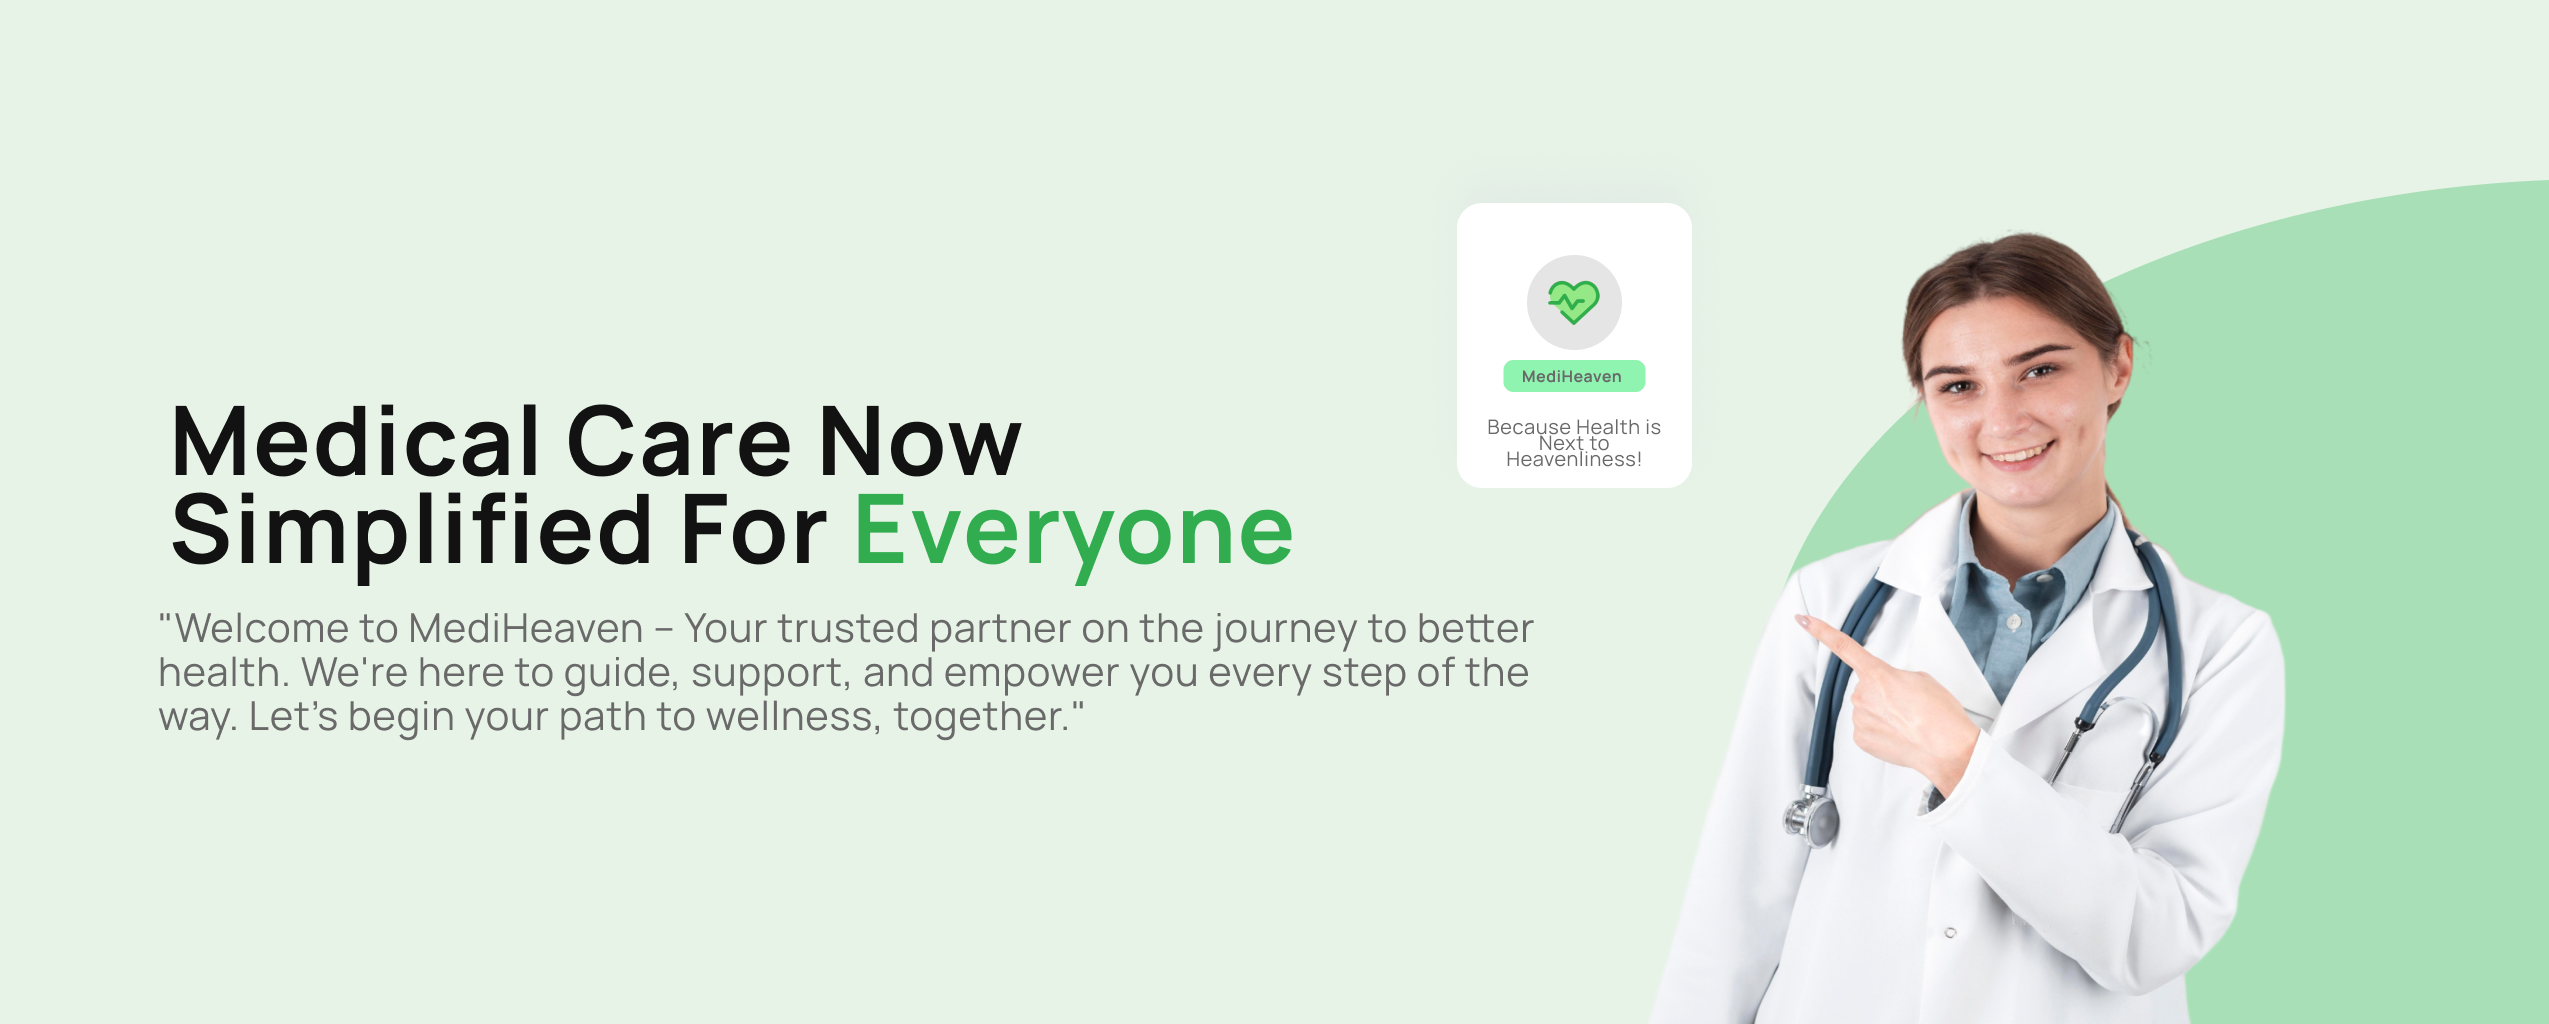 Medical Care Now
Simplified For Everyone
"Welcome to MediHeaven – Your trusted partner on the journey to better
health. We're here to guide, support, and empower you every step of the
way. Let’s begin your path to wellness, together."
MediHeaven
Because Health is
Next to
Heavenliness!